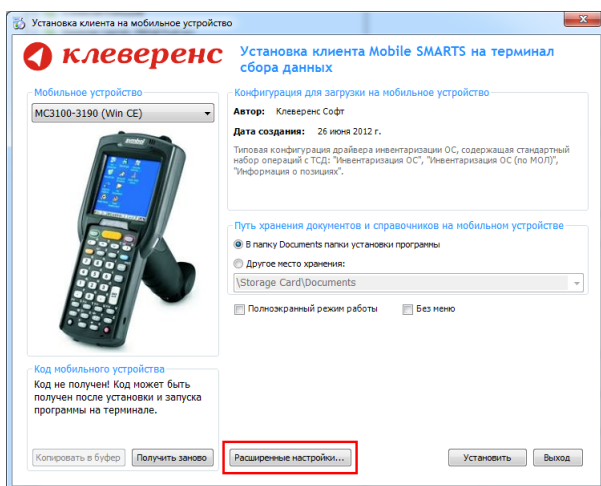 Установка клиента на мобильное устройство
клеверенс
Установка клиента Mobile SMARTS на терминал
сбора данных
Мобильное устройство
MC3100-3190 (Win CE)
symbol
Конфигурация для загрузки на мобильное устройство
Автор: Клеверенс Софт
Дата создания: 26 июня 2012 г.
Типовая конфигурация драйвера инвентаризации ОС, содержащая стандартный
набор операций с ТСД: "Инвентаризация ОС", "Инвентаризация ОС (по МОЛ)",
"Информация о позициях".
Путь хранения документов и справочников на мобильном устройстве
В папку Documents папки установки программы
Другое место хранения:
\Storage Card\Documents
Полноэкранный режим работы
Без меню
Код мобильного устройства
Код не получен! Код может быть
получен после установки и запуска
программы на терминале.
Копировать в буфер
Получить заново
Расширенные настройки...
Установить
Выход